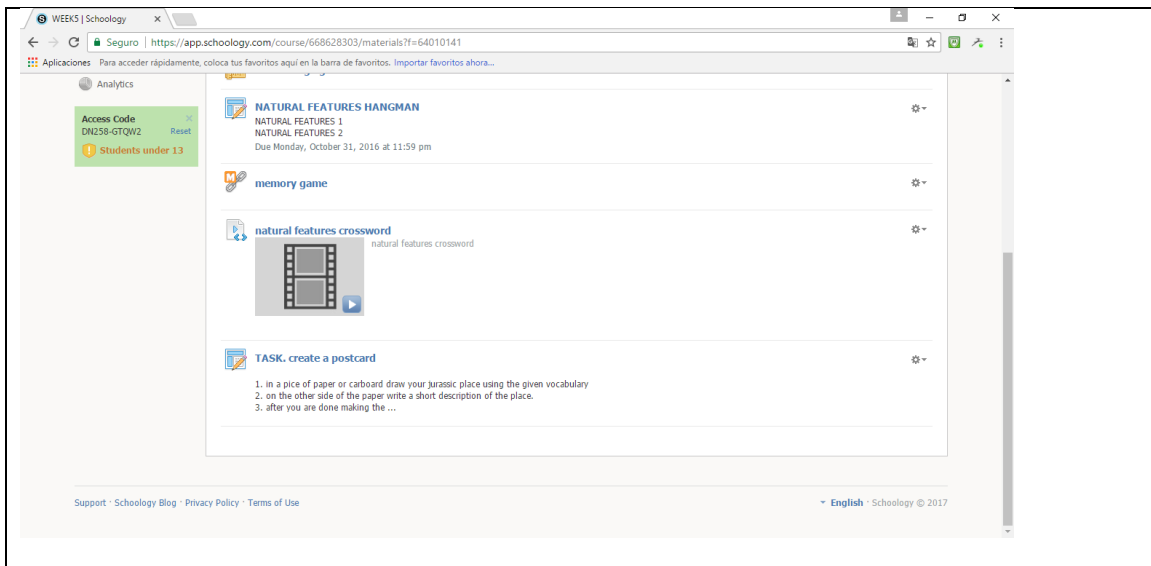 WEEK5 | Schoology
Seguro | https://app.schoology.com/course/668628303/materials?f=64010141
Aplicaciones Para acceder rápidamente, coloca tus favoritos aquí en la barra de favoritos. Importar favoritos ahora...
Analytics
Access Code
DN258-GTQW2 Reset
Students under 13
NATURAL FEATURES HANGMAN
NATURAL FEATURES 1
NATURAL FEATURES 2
Due Monday, October 31, 2016 at 11:59 pm
memory game
natural features crossword
natural features crossword
TASK. create a postcard
1. in a pice of paper or carboard draw your jurassic place using the given vocabulary
2. on the other side of the paper write a short description of the place.
3. after you are done making the ...
Support · Schoology Blog · Privacy Policy · Terms of Use
English · Schoology © 2017